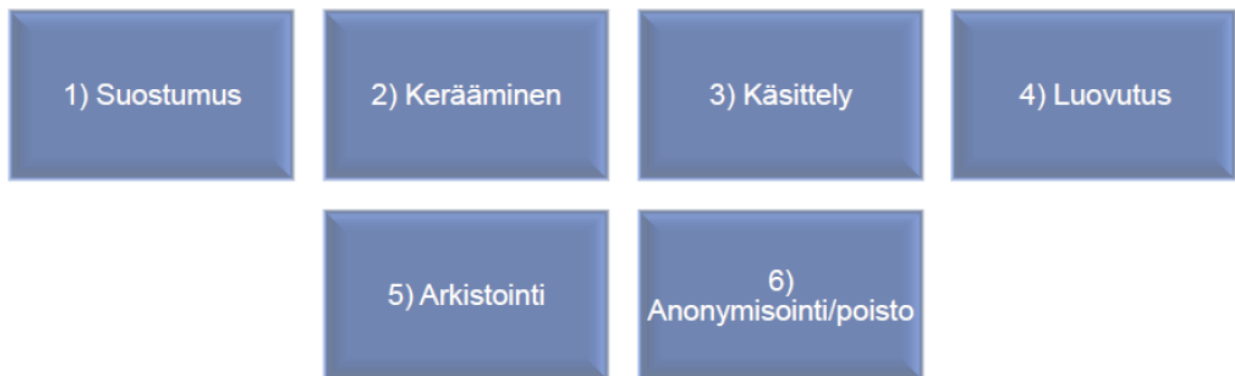 1) Suostumus
2) Kerääminen
3) Käsittely
4) Luovutus
5) Arkistointi
6)
Anonymisointi/poisto